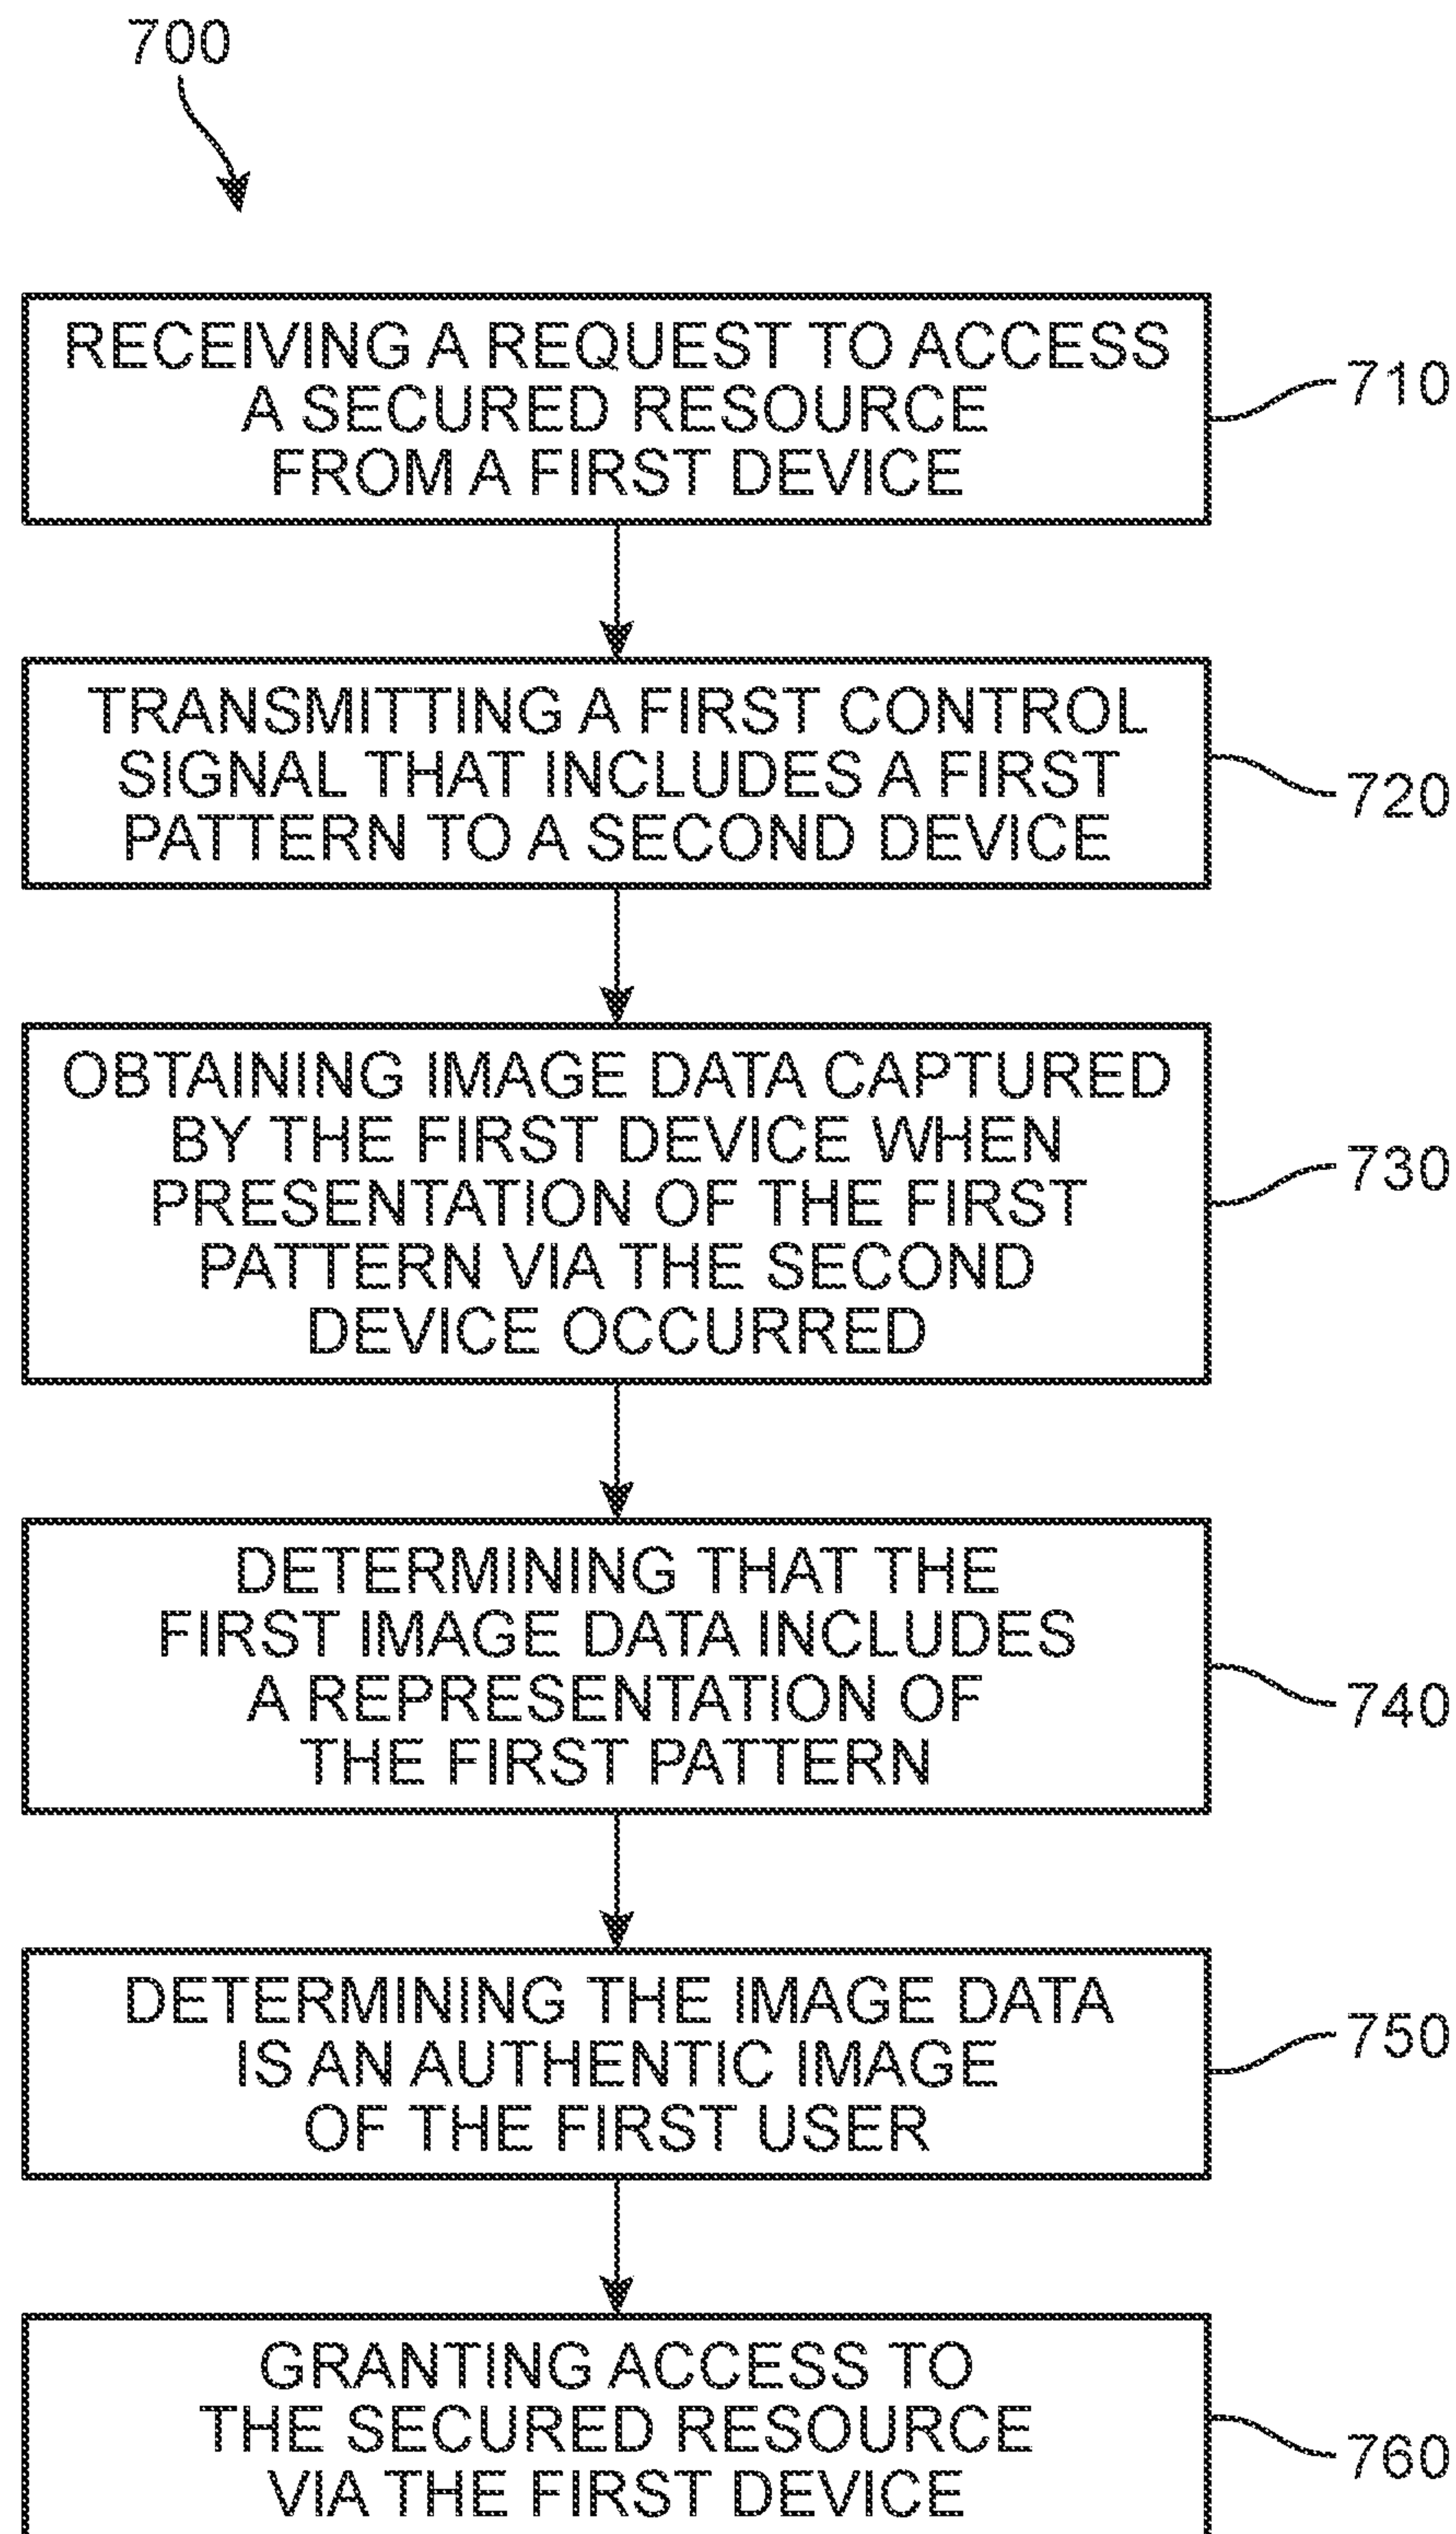 700
RECEIVING A REQUEST TO ACCESS
A SECURED RESOURCE
FROM A FIRST DEVICE
710
TRANSMITTING A FIRST CONTROL
SIGNAL THAT INCLUDES A FIRST
PATTERN TO A SECOND DEVICE
720
OBTAINING IMAGE DATA CAPTURED
BY THE FIRST DEVICE WHEN
PRESENTATION OF THE FIRST
PATTERN VIA THE SECOND
DEVICE OCCURRED
730
DETERMINING THAT THE
FIRST IMAGE DATA INCLUDES
A REPRESENTATION OF
THE FIRST PATTERN
740
DETERMINING THE IMAGE DATA
IS AN AUTHENTIC IMAGE
OF THE FIRST USER
750
GRANTING ACCESS TO
THE SECURED RESOURCE
VIA THE FIRST DEVICE
760